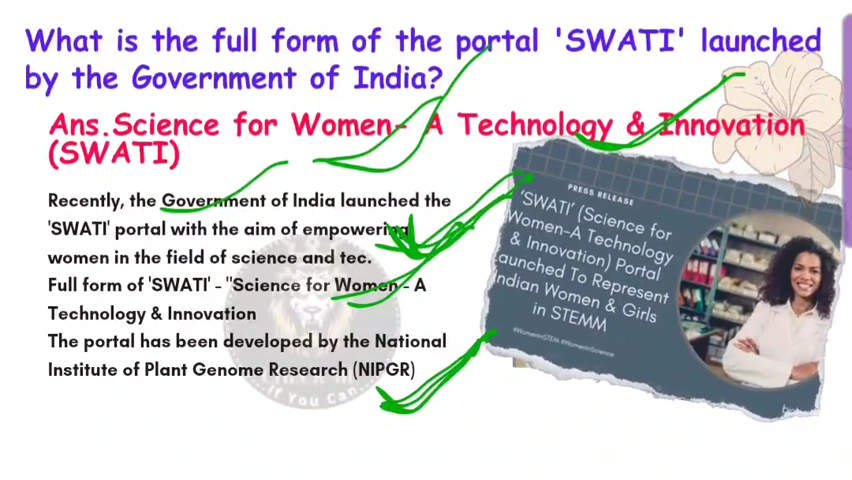 What is the full form of the portal 'SWATI' launched
by the Government of India?
Ans.Science for Women- A Technology & Innovation
(SWATI)
Recently, the Government of India launched the
'SWATI' portal with the aim of empowering
women in the field of science and tec.
Full form of 'SWATI' - "Science for Women - A
Technology & Innovation
The portal has been developed by the National
Institute of Plant Genome Research (NIPGR)
...If You Can...
PRESS RELEASE
'SWATI' (Science for
Women-A Technology
& Innovation) Portal
Launched To Represent
Indian Women & Girls
in STEMM
#WomeninSTEM #WomeninScience